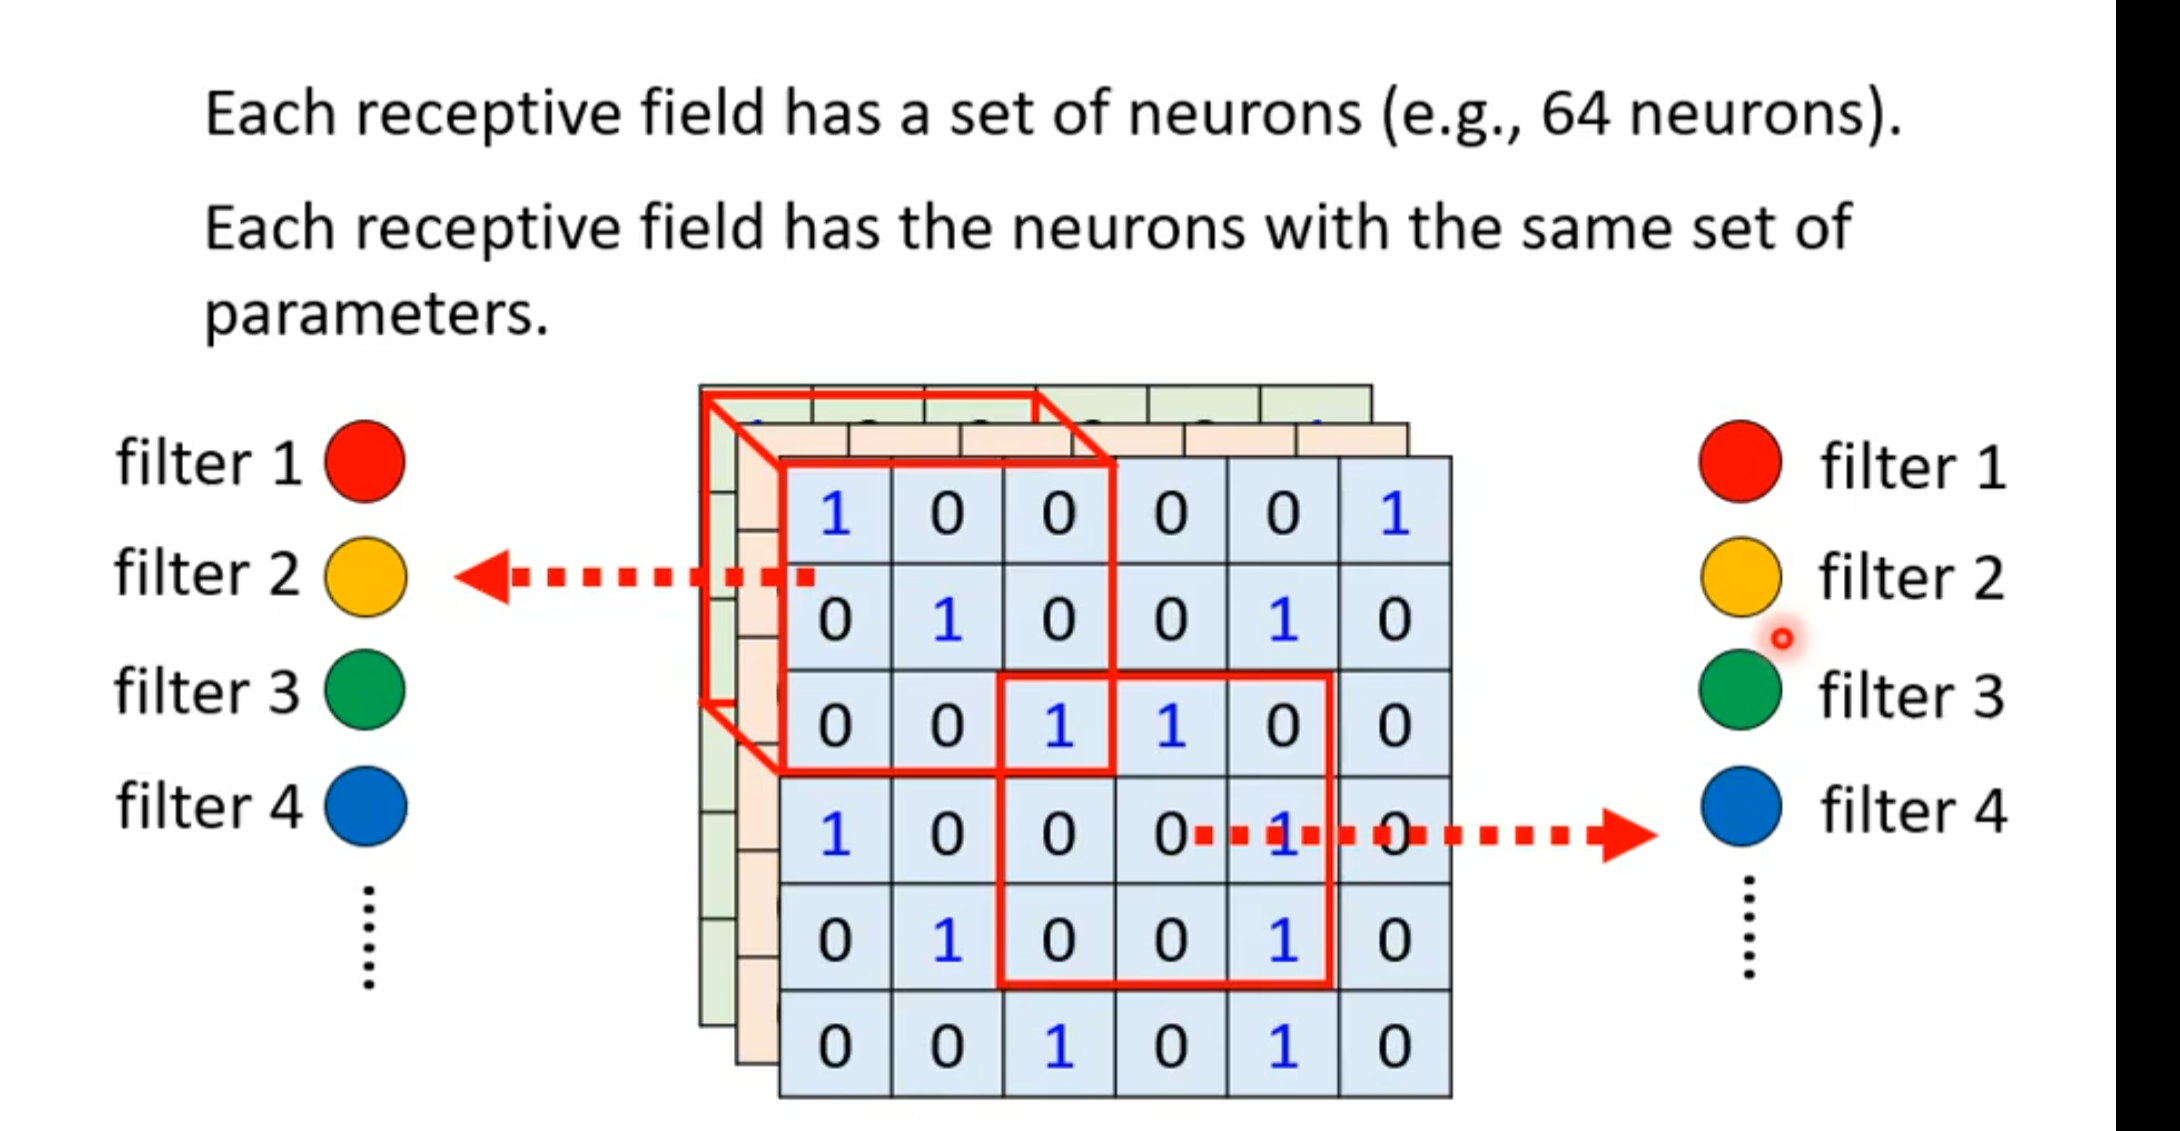 Each receptive field has a set of neurons (e.g., 64 neurons).
Each receptive field has the neurons with the same set of
parameters.
filter 1
filter 2
filter 3
filter 4
1 0 0 0 0 1
0 1 0 0 1 0
0 0 1 1 0 0
1 0 0 0 1 0
0 1 0 0 1 0
0 0 1 0 1 0
filter 1
filter 2
filter 3
filter 4